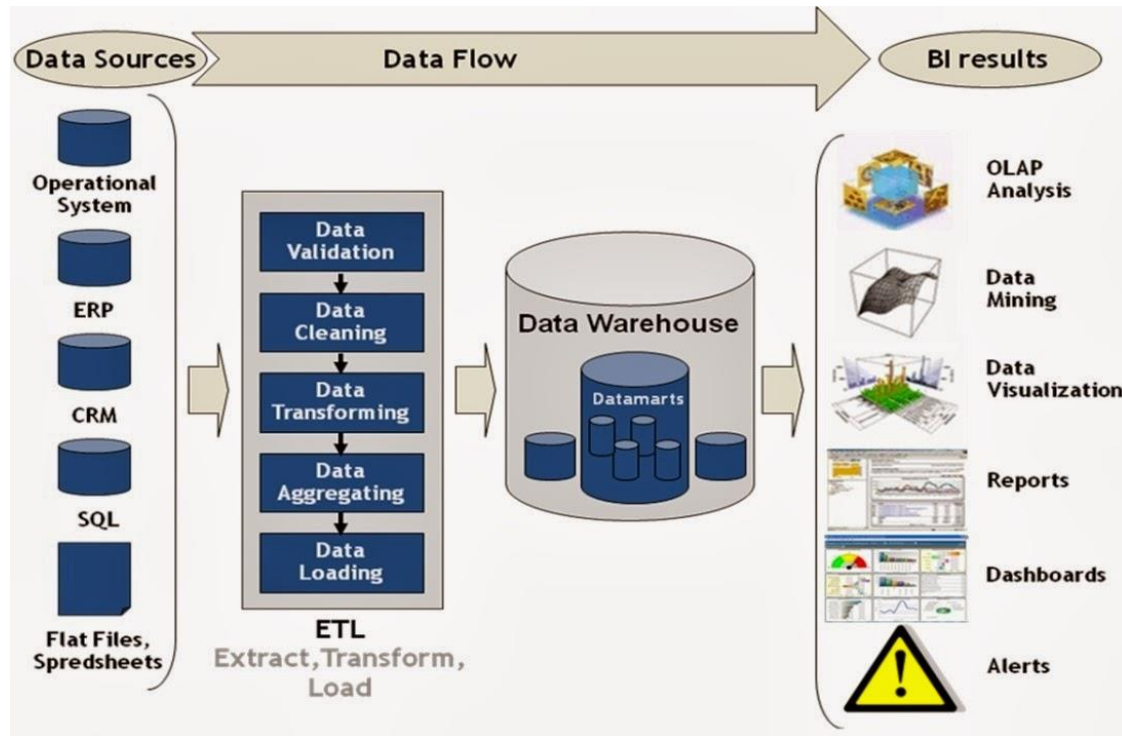 Data Sources
Data Flow
BI results
Operational
System
ERP
CRM
SQL
Flat Files,
Spredsheets
Data
Validation
Data
Cleaning
Data
Transforming
Data
Aggregating
Data
Loading
ETL
Extract,Transform,
Load
Data Warehouse
Datamarts
OLAP
Analysis
Data
Mining
Data
Visualization
Reports
Dashboards
Alerts